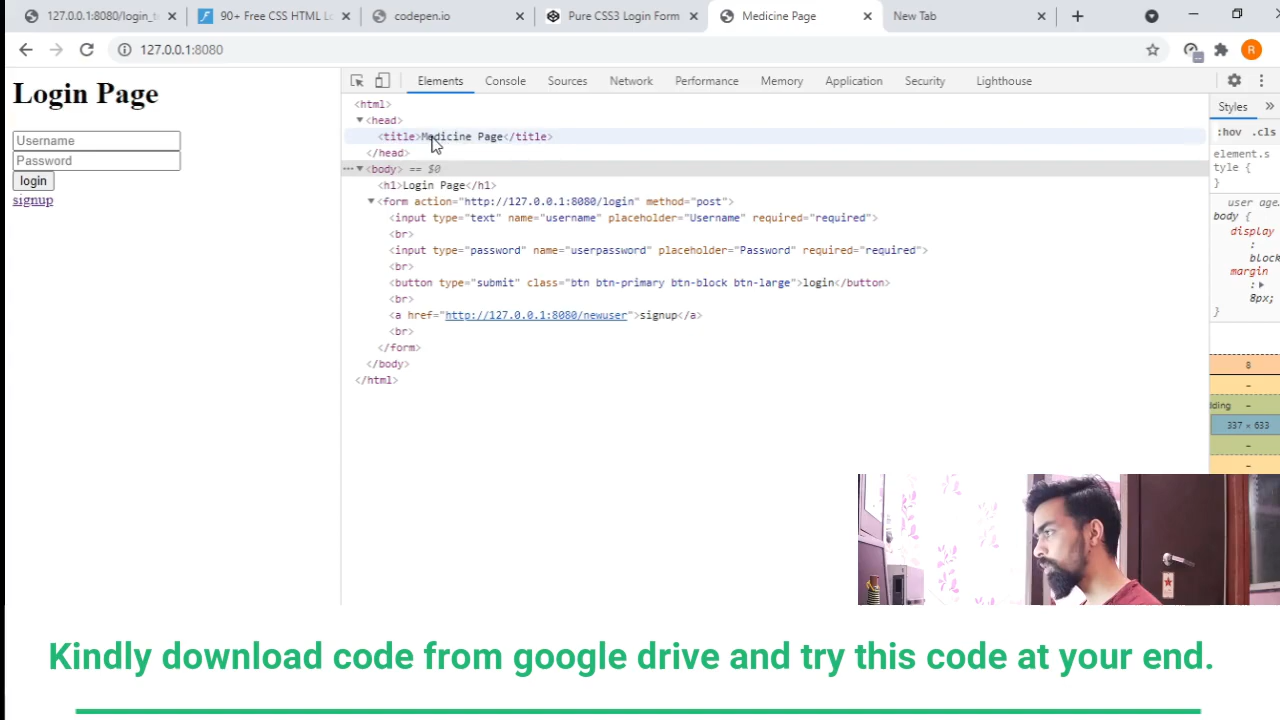 127.0.0.1:8080/login_t
90+ Free CSS HTML L
codepen.io
Pure CSS3 Login Form
Medicine Page
New Tab
127.0.0.1:8080
R
Login Page
Username
Password
login
signup
Elements
Console
Sources
Network
Performance
Memory
Application
Security
Lighthouse
<html>
<head>
<title>Medicine Page</title>
</head>
<body> == $0
<h1>Login Page</h1>
<form action="http://127.0.0.1:8080/login" method="post">
<input type="text" name="username" placeholder="Username" required="required">
<br>
<input type="password" name="userpassword" placeholder="Password" required="required">
<br>
<button type="submit" class="btn btn-primary btn-block btn-large">login</button>
<br>
<a href="http://127.0.0.1:8080/newuser">signup</a>
<br>
</form>
</body>
</html>
Styles
:hov .cls
element.s
tyle {
}
user age.
body {
display
:
block
margin
:
8px;
}
8
-
dding -
337 × 633
-
-
Kindly download code from google drive and try this code at your end.